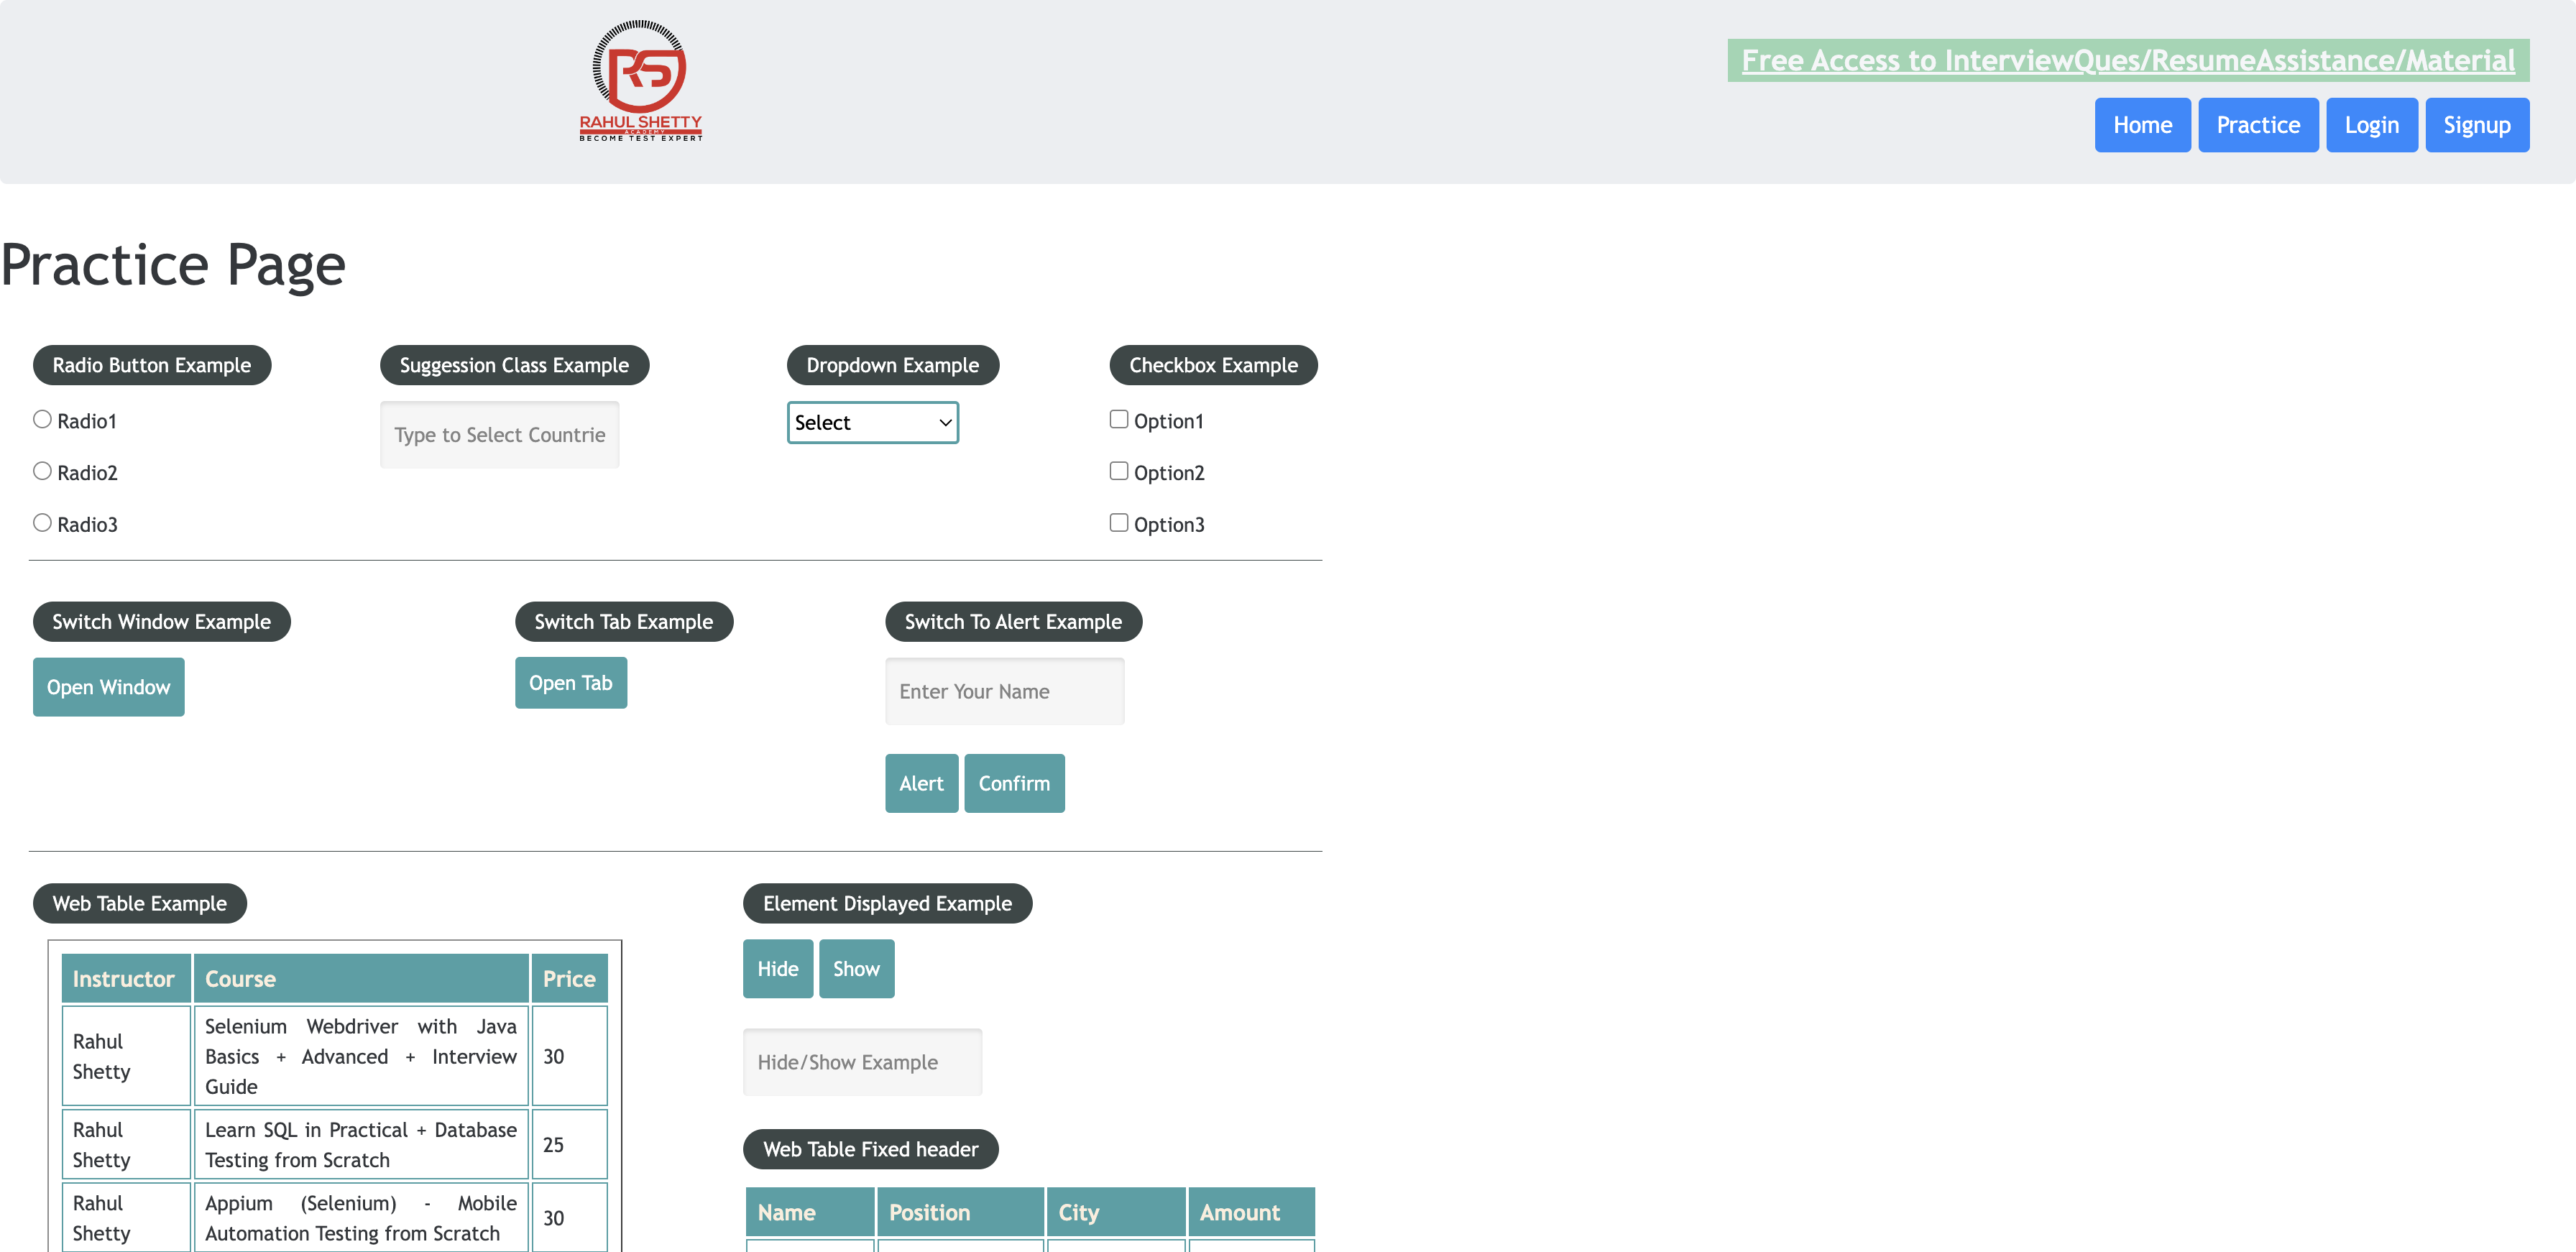 RAHUL SHETTY
ACADEMY
BECOME TEST EXPERT
Free Access to InterviewQues/ResumeAssistance/Material
Home Practice Login Signup
Practice Page
Radio Button Example
Radio1
Radio2
Radio3
Suggession Class Example
Type to Select Countrie
Dropdown Example
Select
Checkbox Example
Option1
Option2
Option3
Switch Window Example
Open Window
Switch Tab Example
Open Tab
Switch To Alert Example
Enter Your Name
Alert Confirm
Web Table Example
Instructor Course Price
Rahul
Shetty
Selenium Webdriver with Java
Basics + Advanced + Interview
Guide
30
Rahul
Shetty
Learn SQL in Practical + Database
Testing from Scratch
25
Rahul
Shetty
Appium (Selenium) - Mobile
Automation Testing from Scratch
30
Element Displayed Example
Hide Show
Hide/Show Example
Web Table Fixed header
Name Position City Amount